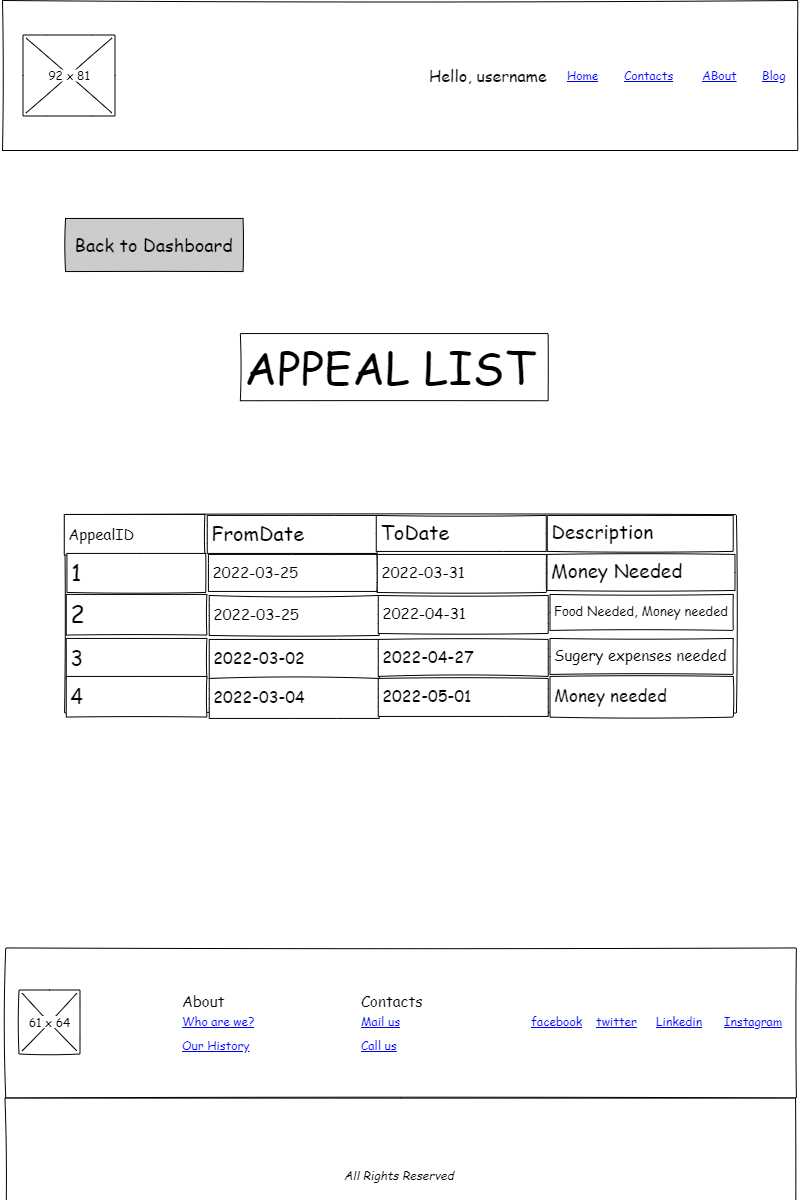 92 x 81
Hello, username Home Contacts ABout Blog
Back to Dashboard
APPEAL LIST
AppealID FromDate ToDate Description
1 2022-03-25 2022-03-31 Money Needed
2 2022-03-25 2022-04-31 Food Needed, Money needed
3 2022-03-02 2022-04-27 Sugery expenses needed
4 2022-03-04 2022-05-01 Money needed
About Contacts
61 x 64 Who are we? Mail us facebook twitter Linkedin Instagram
Our History Call us
All Rights Reserved